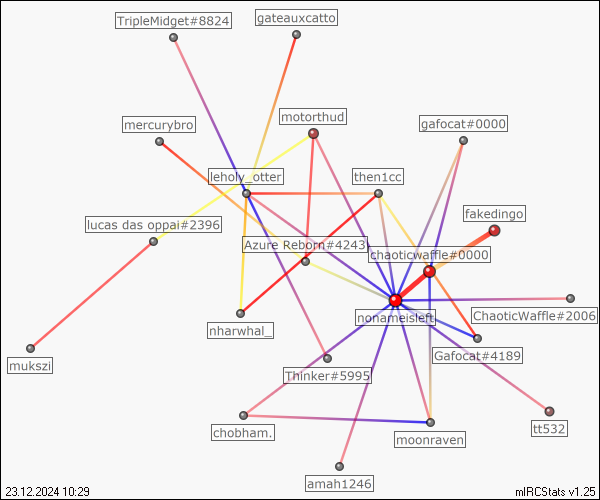 TripleMidget#8824
gateauxcatto
mercurybro
motorthud
gafocat#0000
leholy_otter
then1cc
lucas das oppai#2396
fakedingo
Azure Reborn#4243
chaoticwaffle#0000
nonameisleft
ChaoticWaffle#2006
nharwhal_
Gafocat#4189
mukszi
Thinker#5995
chobham.
moonraven
tt532
amah1246
23.12.2024 10:29
mIRCStats v1.25